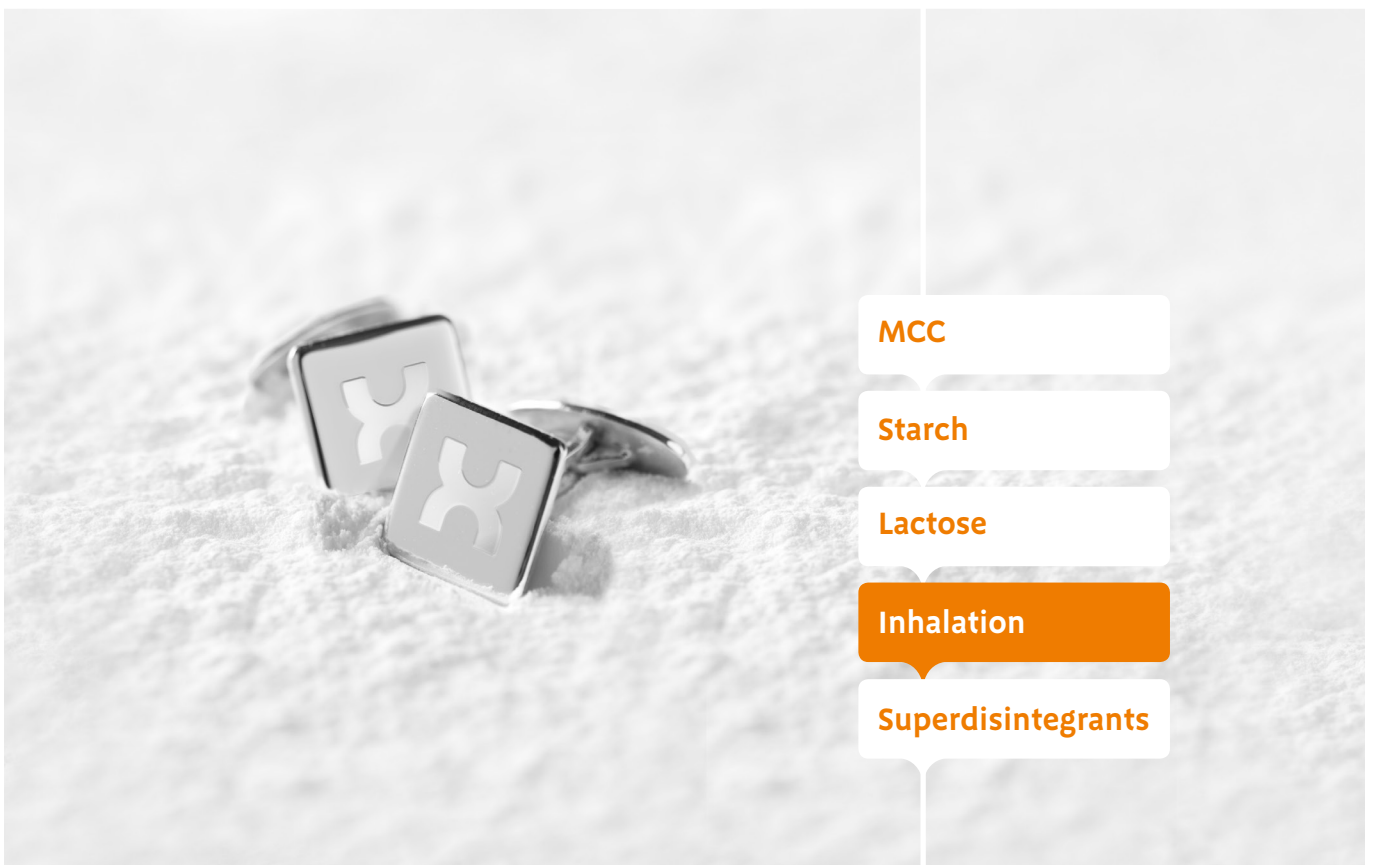 MCC
Starch
Lactose
Inhalation
Superdisintegrants